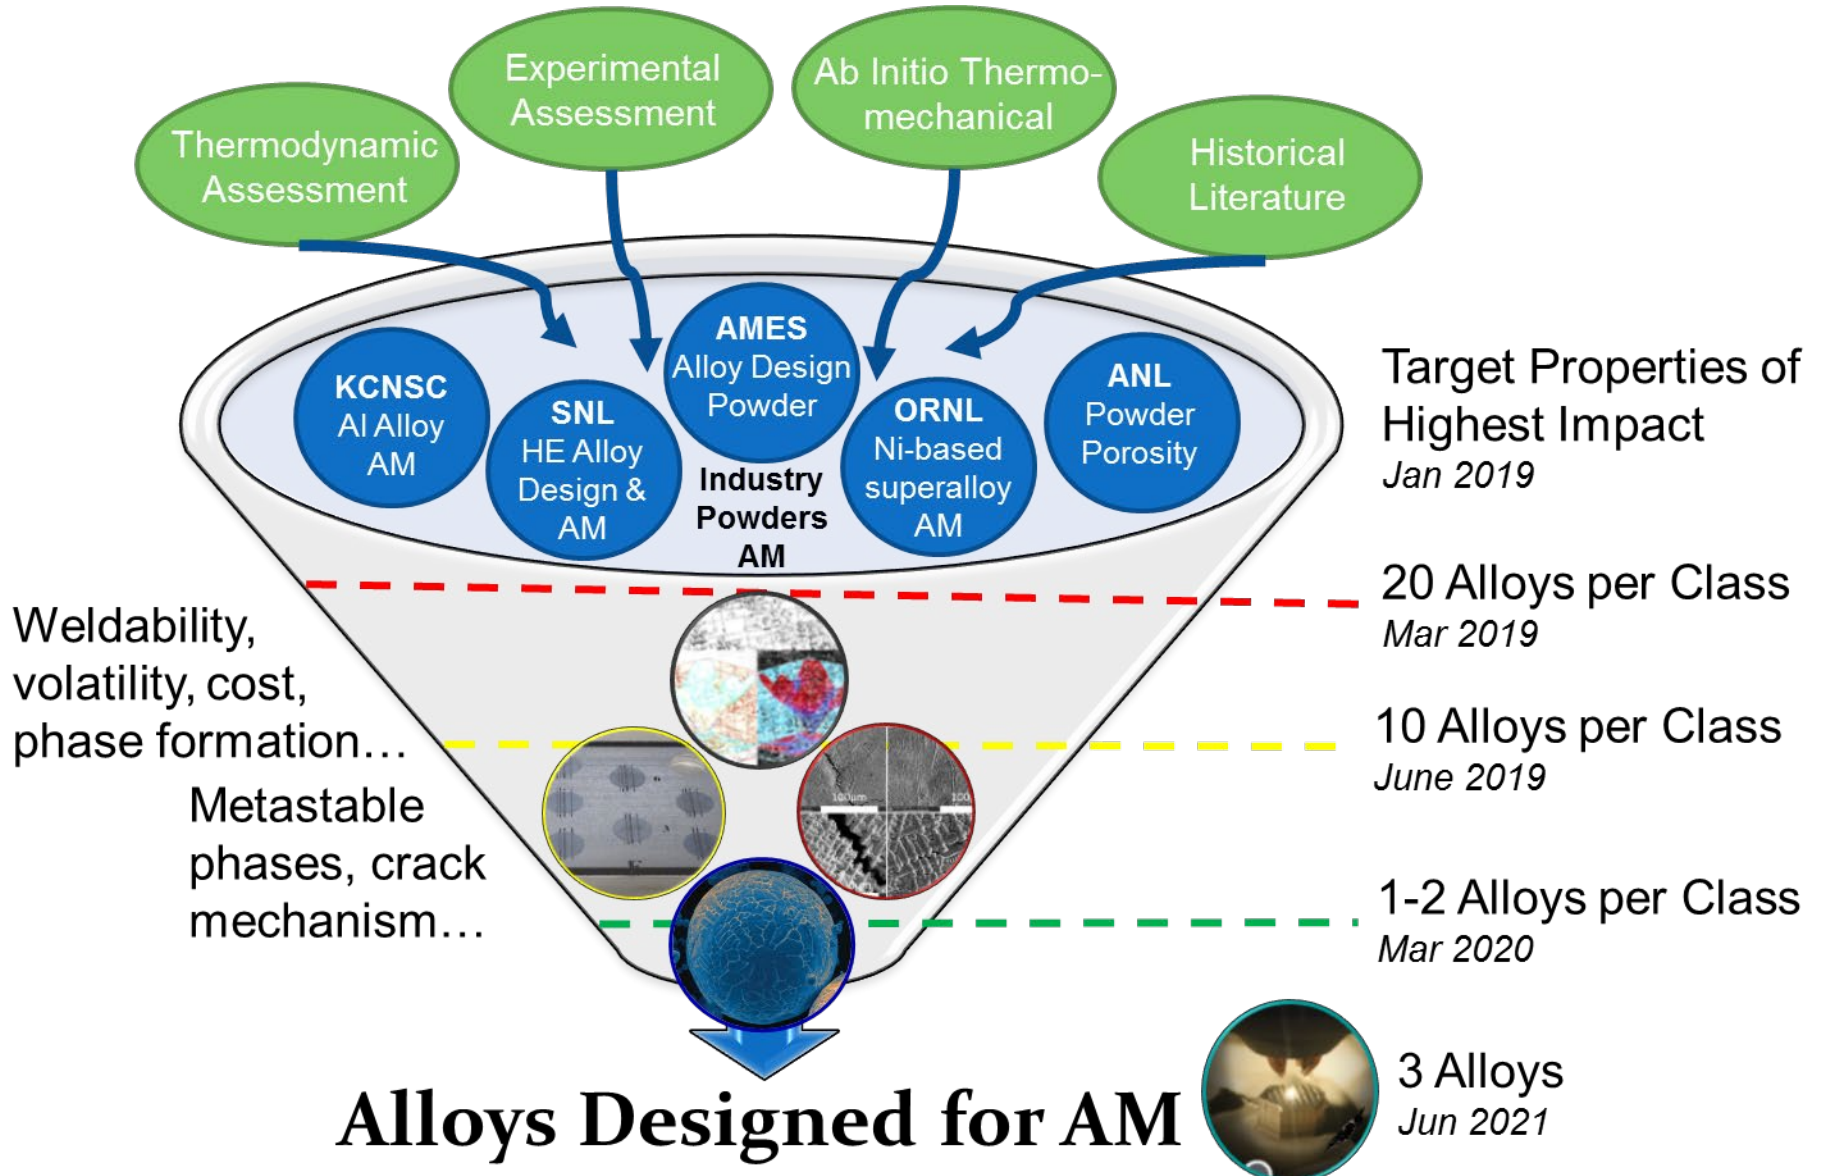 Experimental
Assessment
Ab Initio Thermo-
mechanical
Thermodynamic
Assessment
Historical
Literature
KCNSC
Al Alloy
AM
SNL
HE Alloy
Design &
AM
AMES
Alloy Design
Powder
Industry
Powders
AM
ORNL
Ni-based
superalloy
AM
ANL
Powder
Porosity
Target Properties of
Highest Impact
Jan 2019
20 Alloys per Class
Mar 2019
Weldability,
volatility, cost,
phase formation…
10 Alloys per Class
June 2019
Metastable
phases, crack
mechanism…
100µm
100
1-2 Alloys per Class
Mar 2020
Alloys Designed for AM
3 Alloys
Jun 2021